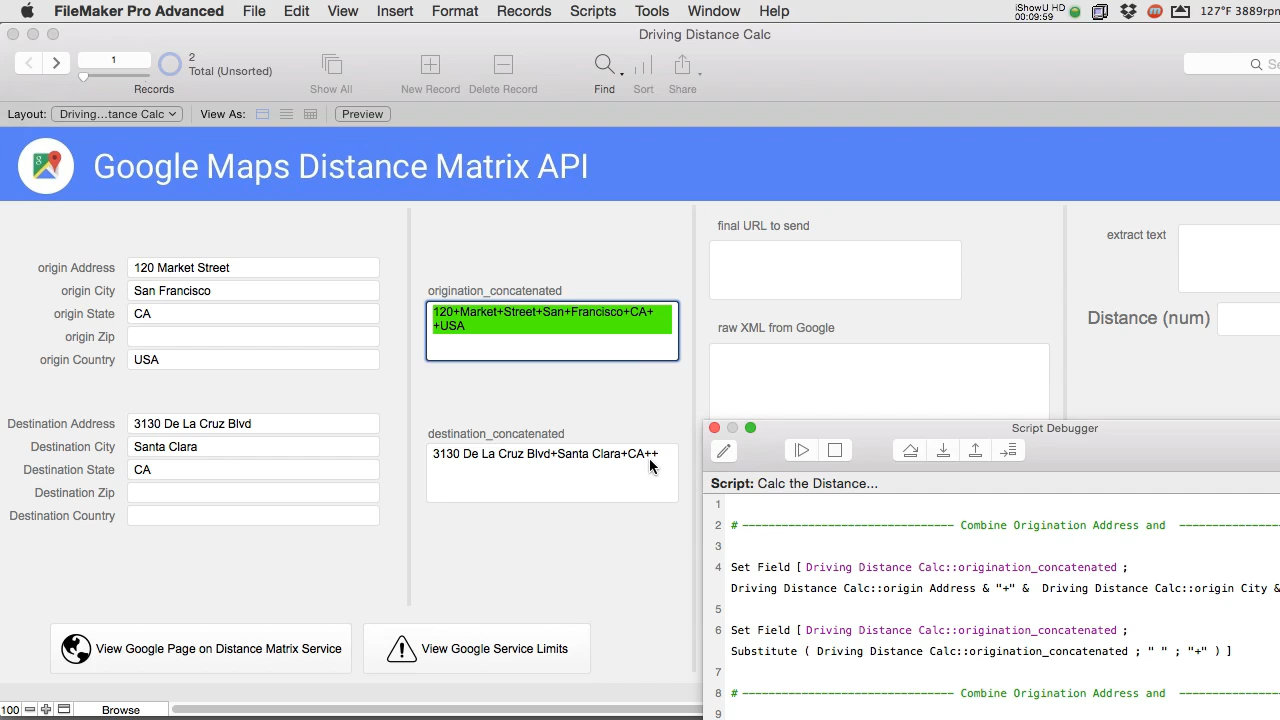 FileMaker Pro Advanced File Edit View Insert Format Records Scripts Tools Window Help iShowU HD 00:09:59 127°F 3889rpm
Driving Distance Calc
1 2 Total (Unsorted)
Records Show All New Record Delete Record Find Sort Share
Layout: Driving...tance Calc View As: Preview
Google Maps Distance Matrix API
origin Address 120 Market Street
origin City San Francisco
origin State CA
origin Zip
origin Country USA
Destination Address 3130 De La Cruz Blvd
Destination City Santa Clara
Destination State CA
Destination Zip
Destination Country
origination_concatenated
120+Market+Street+San+Francisco+CA+
+USA
destination_concatenated
3130 De La Cruz Blvd+Santa Clara+CA++
final URL to send
raw XML from Google
extract text
Distance (num)
View Google Page on Distance Matrix Service
View Google Service Limits
Script Debugger
Script: Calc the Distance...
1
2 # -------------------------------- Combine Origination Address and ----------------
3
4 Set Field [ Driving Distance Calc::origination_concatenated ;
Driving Distance Calc::origin Address & "+" & Driving Distance Calc::origin City &
5
6 Set Field [ Driving Distance Calc::origination_concatenated ;
Substitute ( Driving Distance Calc::origination_concatenated ; " " ; "+" ) ]
7
8 # -------------------------------- Combine Origination Address and ----------------
9
100 Browse